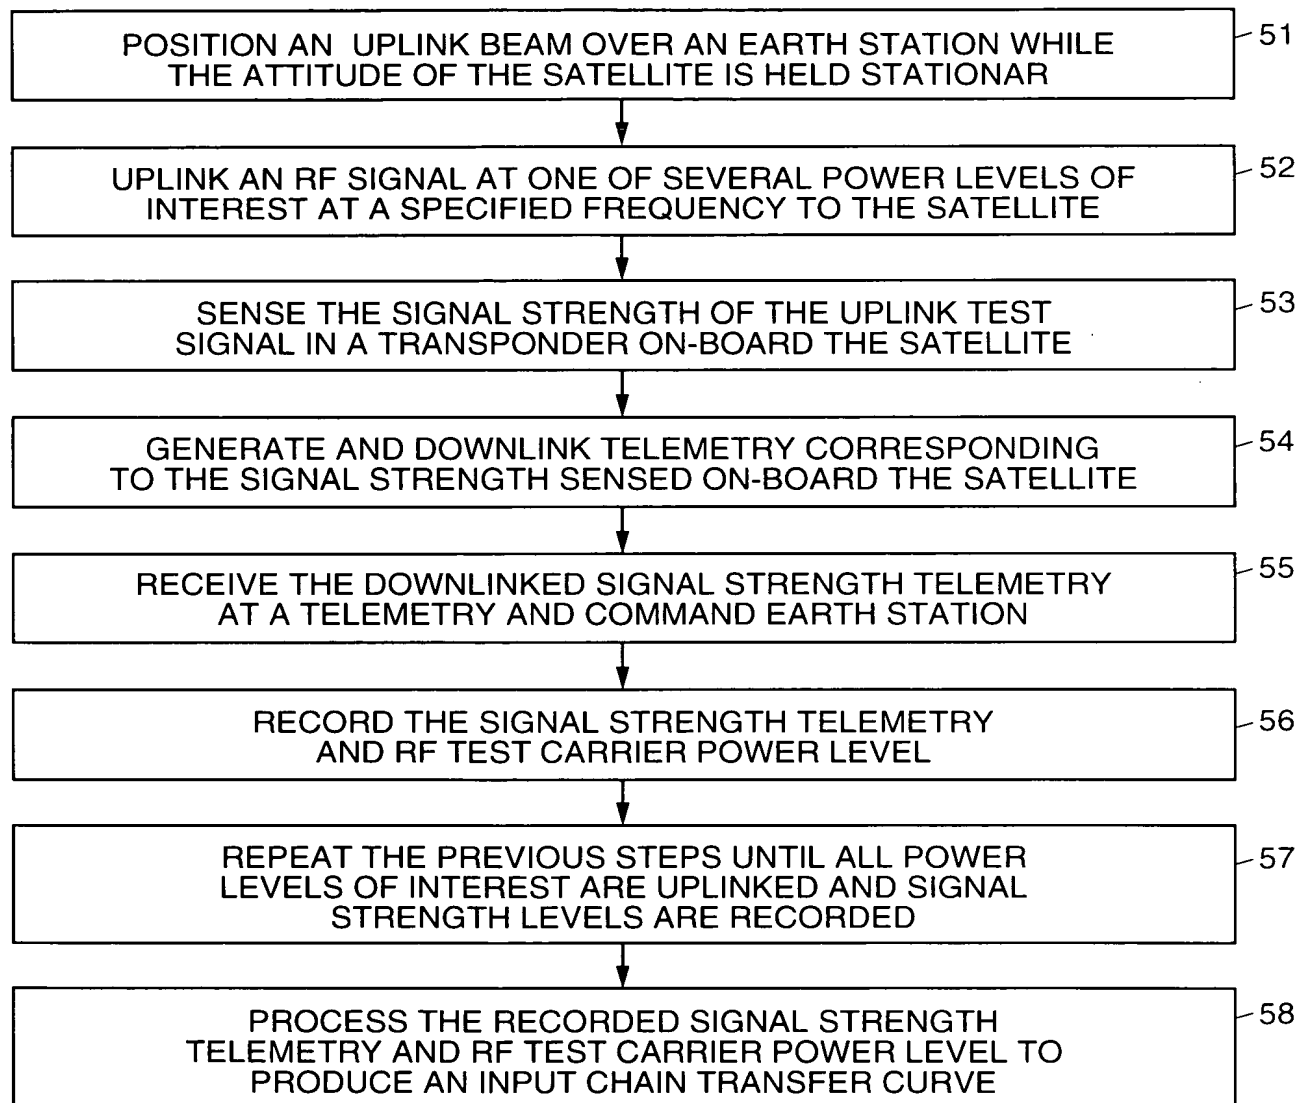 POSITION AN UPLINK BEAM OVER AN EARTH STATION WHILE
THE ATTITUDE OF THE SATELLITE IS HELD STATIONAR
51
UPLINK AN RF SIGNAL AT ONE OF SEVERAL POWER LEVELS OF
INTEREST AT A SPECIFIED FREQUENCY TO THE SATELLITE
52
SENSE THE SIGNAL STRENGTH OF THE UPLINK TEST
SIGNAL IN A TRANSPONDER ON-BOARD THE SATELLITE
53
GENERATE AND DOWNLINK TELEMETRY CORRESPONDING
TO THE SIGNAL STRENGTH SENSED ON-BOARD THE SATELLITE
54
RECEIVE THE DOWNLINKED SIGNAL STRENGTH TELEMETRY
AT A TELEMETRY AND COMMAND EARTH STATION
55
RECORD THE SIGNAL STRENGTH TELEMETRY
AND RF TEST CARRIER POWER LEVEL
56
REPEAT THE PREVIOUS STEPS UNTIL ALL POWER
LEVELS OF INTEREST ARE UPLINKED AND SIGNAL
STRENGTH LEVELS ARE RECORDED
57
PROCESS THE RECORDED SIGNAL STRENGTH
TELEMETRY AND RF TEST CARRIER POWER LEVEL TO
PRODUCE AN INPUT CHAIN TRANSFER CURVE
58